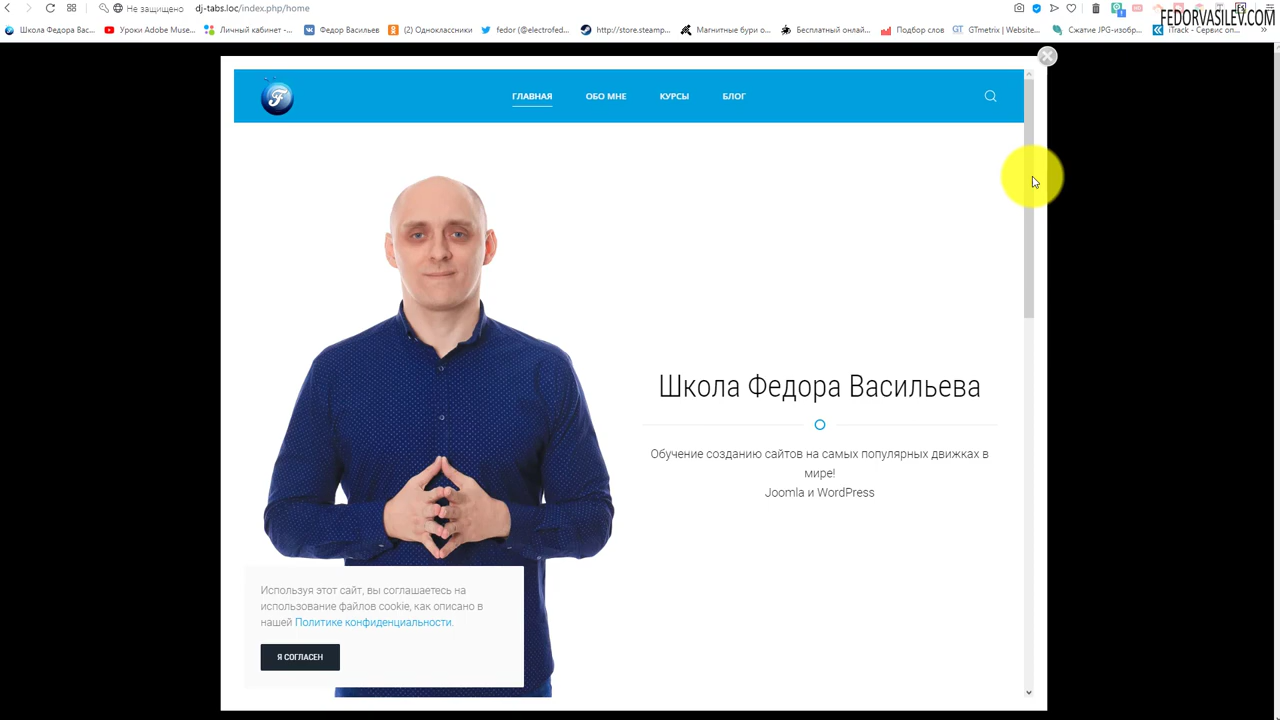 Не защищено dj-tabs.loc/index.php/home
FEDORVASILEV.COM
Школа Федора Вас... Уроки Adobe Muse... Личный кабинет -... Федор Васильев (2) Одноклассники fedor (@electrofed... http://store.steamp... Магнитные бури о... Бесплатный онлай... Подбор слов GTmetrix | Website... Сжатие JPG-изобр... iTrack - Сервис оп... »
F ГЛАВНАЯ ОБО МНЕ КУРСЫ БЛОГ
Школа Федора Васильева
Обучение созданию сайтов на самых популярных движках в
мире!
Joomla и WordPress
Используя этот сайт, вы соглашаетесь на
использование файлов cookie, как описано в
нашей Политике конфиденциальности.
Я СОГЛАСЕН